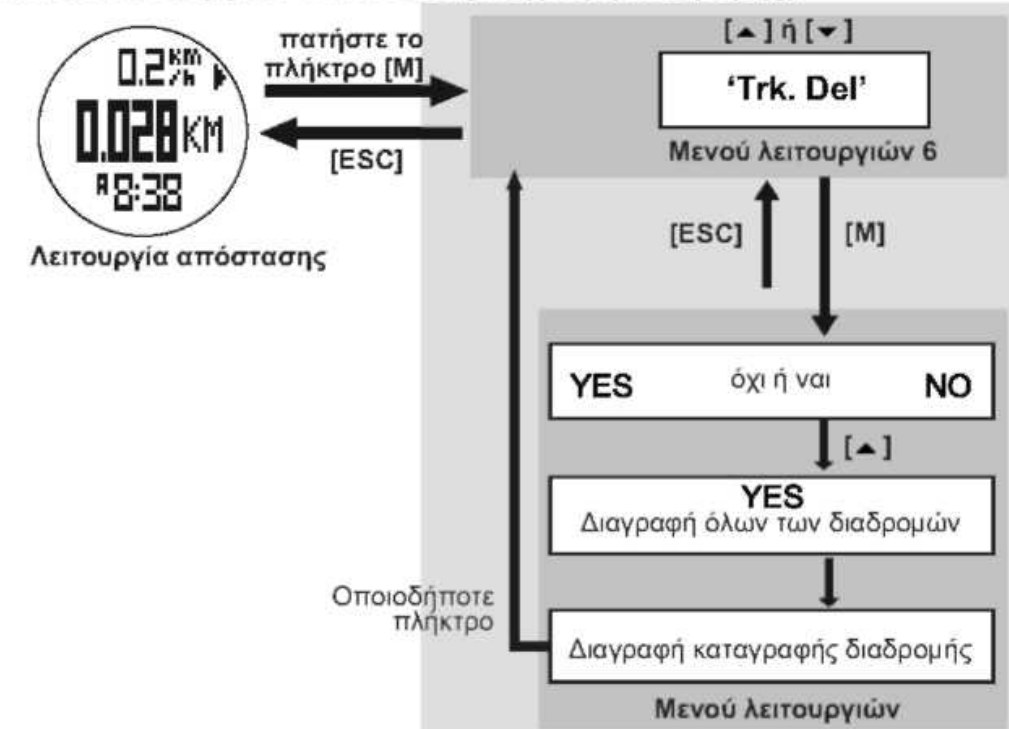 [▲] ή [▼]
0.2 km/h
0.028 KM
A 8:38
Λειτουργία απόστασης
πατήστε το
πλήκτρο [M]
[ESC]
'Trk. Del'
Μενού λειτουργιών 6
[ESC]
[M]
YES όχι ή ναι NO
[▲]
YES
Διαγραφή όλων των διαδρομών
Οποιοδήποτε
πλήκτρο
Διαγραφή καταγραφής διαδρομής
Μενού λειτουργιών